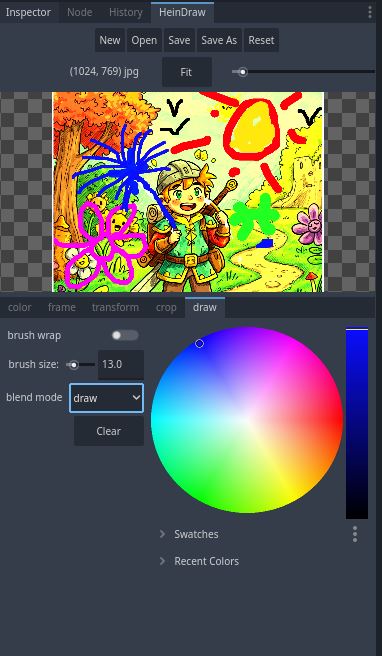 Inspector Node History HeinDraw
New Open Save Save As Reset
(1024, 769) jpg Fit
color frame transform crop draw
brush wrap
brush size: 13.0
blend mode draw
Clear
Swatches
Recent Colors